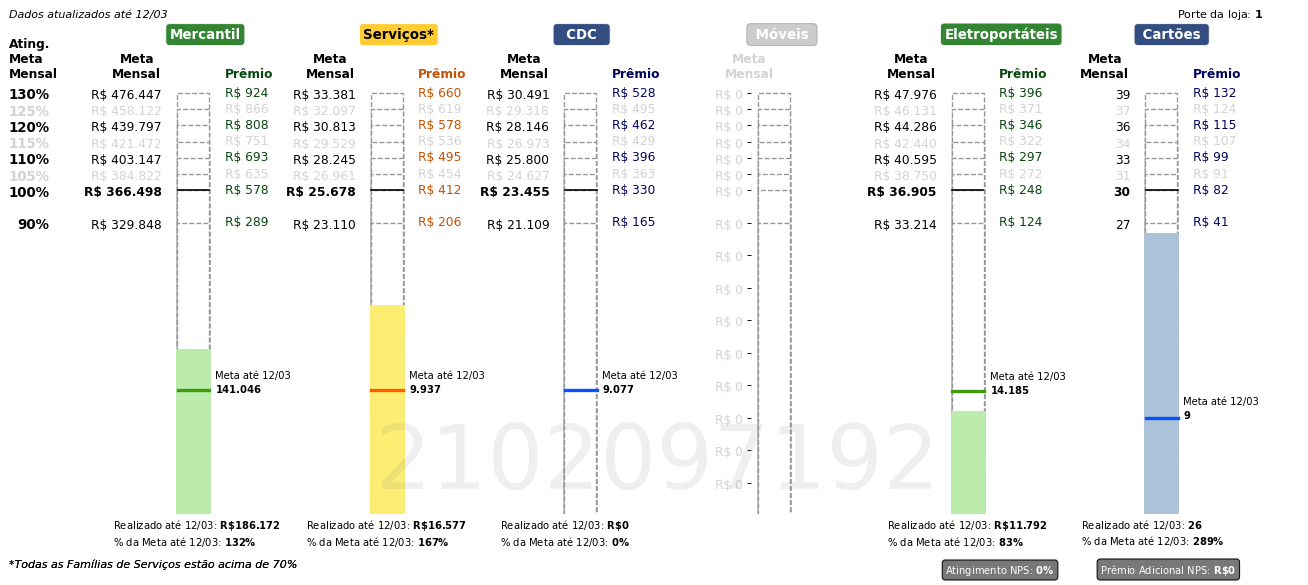 Dados atualizados até 12/03
Porte da loja: 1
Mercantil Serviços* CDC Móveis Eletroportáteis Cartões
Ating. Meta Mensal
Meta Mensal Prêmio Meta Mensal Prêmio Meta Mensal Prêmio Meta Mensal Meta Mensal Prêmio Meta Mensal Prêmio
130% R$ 476.447 R$ 924 R$ 33.381 R$ 660 R$ 30.491 R$ 528 R$ 0 R$ 47.976 R$ 396 39 R$ 132
125% R$ 458.122 R$ 866 R$ 32.097 R$ 619 R$ 29.318 R$ 495 R$ 0 R$ 46.131 R$ 371 37 R$ 124
120% R$ 439.797 R$ 808 R$ 30.813 R$ 578 R$ 28.146 R$ 462 R$ 0 R$ 44.286 R$ 346 36 R$ 115
115% R$ 421.472 R$ 751 R$ 29.529 R$ 536 R$ 26.973 R$ 429 R$ 0 R$ 42.440 R$ 322 34 R$ 107
110% R$ 403.147 R$ 693 R$ 28.245 R$ 495 R$ 25.800 R$ 396 R$ 0 R$ 40.595 R$ 297 33 R$ 99
105% R$ 384.822 R$ 635 R$ 26.961 R$ 454 R$ 24.627 R$ 363 R$ 0 R$ 38.750 R$ 272 31 R$ 91
100% R$ 366.498 R$ 578 R$ 25.678 R$ 412 R$ 23.455 R$ 330 R$ 0 R$ 36.905 R$ 248 30 R$ 82
90% R$ 329.848 R$ 289 R$ 23.110 R$ 206 R$ 21.109 R$ 165 R$ 0 R$ 33.214 R$ 124 27 R$ 41
R$ 0
R$ 0
R$ 0
R$ 0
R$ 0
R$ 0
R$ 0
R$ 0
Meta até 12/03 Meta até 12/03 Meta até 12/03 Meta até 12/03 Meta até 12/03
141.046 9.937 9.077 14.185 9
2102097192
Realizado até 12/03: R$186.172 Realizado até 12/03: R$16.577 Realizado até 12/03: R$0 Realizado até 12/03: R$11.792 Realizado até 12/03: 26
% da Meta até 12/03: 132% % da Meta até 12/03: 167% % da Meta até 12/03: 0% % da Meta até 12/03: 83% % da Meta até 12/03: 289%
*Todas as Famílias de Serviços estão acima de 70%
Atingimento NPS: 0% Prêmio Adicional NPS: R$0